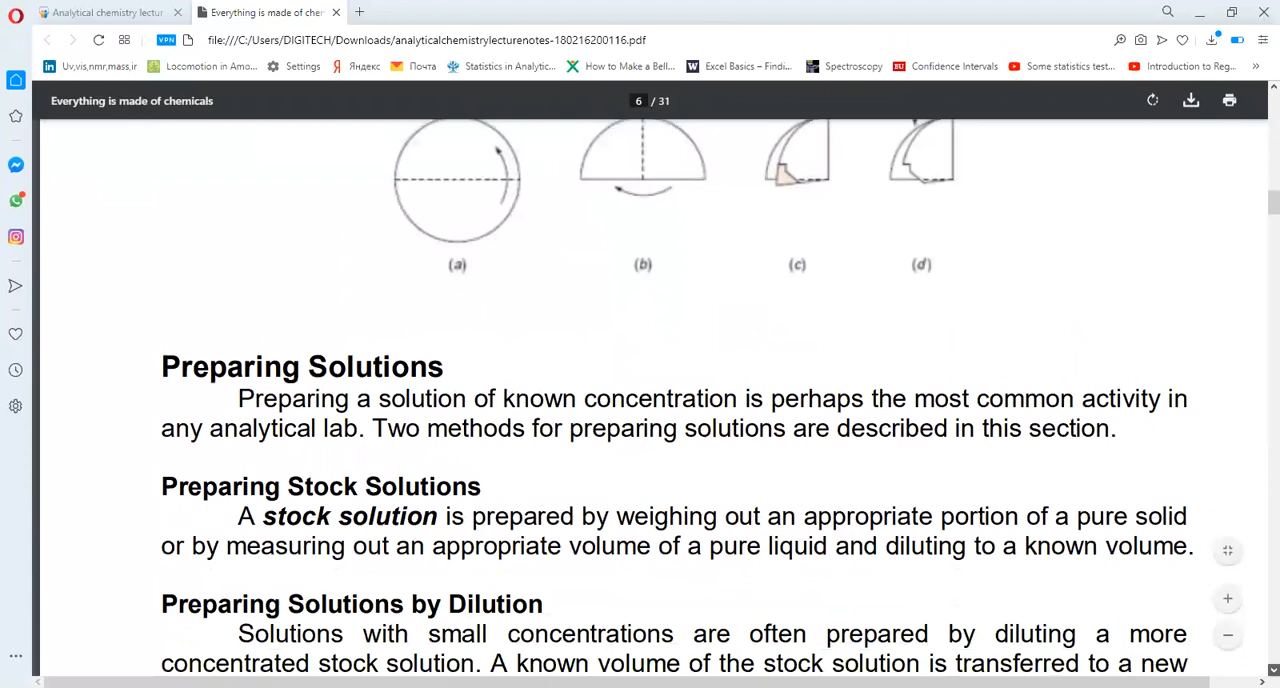 Analytical chemistry lectur
Everything is made of cher
VPN
file:///C:/Users/DIGITECH/Downloads/analyticalchemistrylecturenotes-180216200116.pdf
Uv,vis,nmr,mass,ir
Locomotion in Amo...
Settings
Яндекс
Почта
Statistics in Analytic...
How to Make a Bell...
Excel Basics – Findi...
Spectroscopy
Confidence Intervals
Some statistics test...
Introduction to Reg...
Everything is made of chemicals
6 / 31
(a)
(b)
(c)
(d)
Preparing Solutions
Preparing a solution of known concentration is perhaps the most common activity in
any analytical lab. Two methods for preparing solutions are described in this section.
Preparing Stock Solutions
A stock solution is prepared by weighing out an appropriate portion of a pure solid
or by measuring out an appropriate volume of a pure liquid and diluting to a known volume.
Preparing Solutions by Dilution
Solutions with small concentrations are often prepared by diluting a more
concentrated stock solution. A known volume of the stock solution is transferred to a new